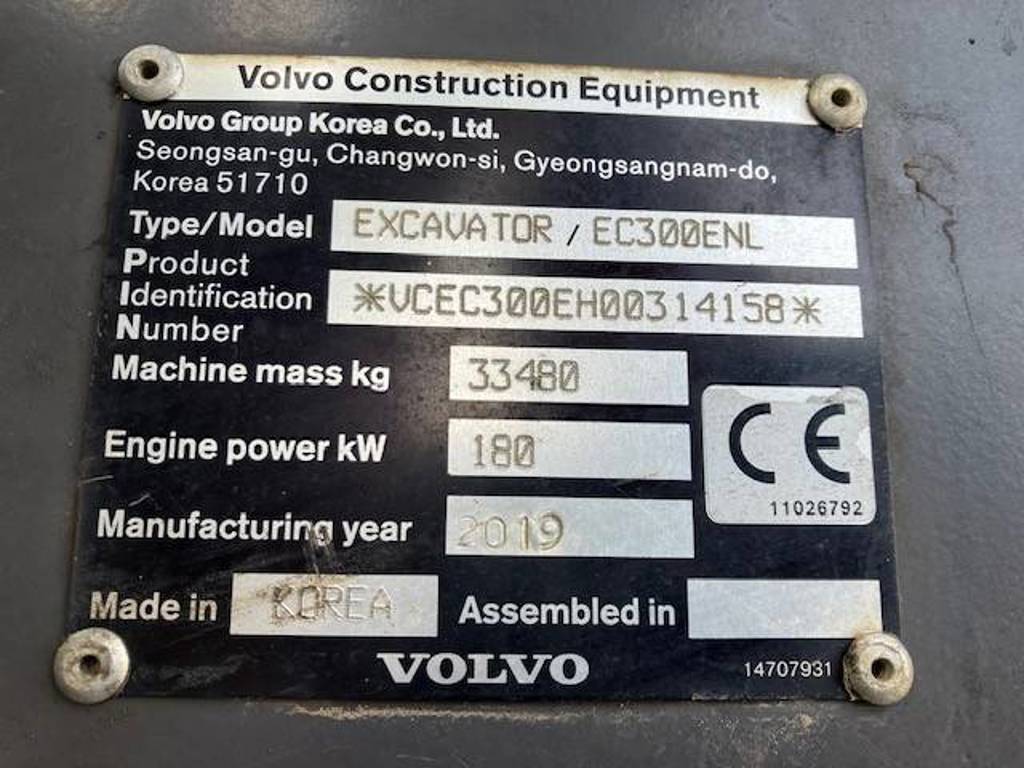 Volvo Construction Equipment
Volvo Group Korea Co., Ltd.
Seongsan-gu, Changwon-si, Gyeongsangnam-do,
Korea 51710
Type/Model EXCAVATOR / EC300ENL
Product
Identification *VCEC300EH00314158*
Number
Machine mass kg 33480
Engine power kW 180
CE
11026792
Manufacturing year 2019
Made in KOREA Assembled in
VOLVO 14707931